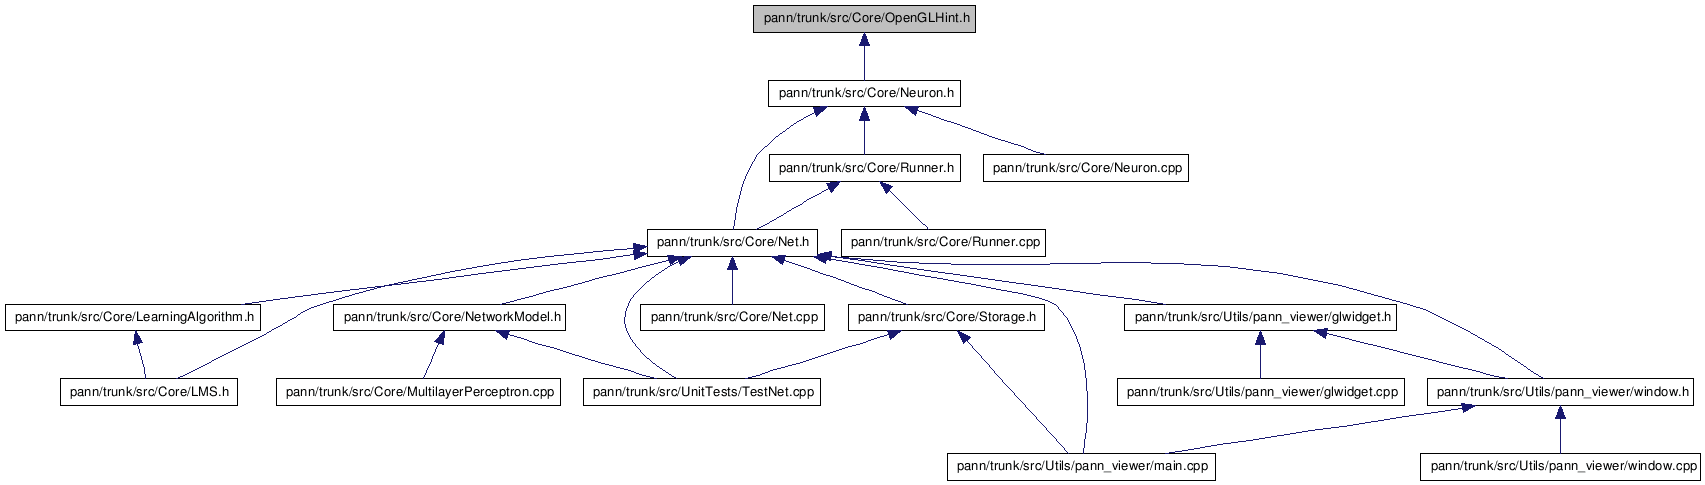 pann/trunk/src/Core/OpenGLHint.h
pann/trunk/src/Core/Neuron.h
pann/trunk/src/Core/Runner.h
pann/trunk/src/Core/Neuron.cpp
pann/trunk/src/Core/Net.h
pann/trunk/src/Core/Runner.cpp
pann/trunk/src/Core/LearningAlgorithm.h
pann/trunk/src/Core/NetworkModel.h
pann/trunk/src/Core/Net.cpp
pann/trunk/src/Core/Storage.h
pann/trunk/src/Utils/pann_viewer/glwidget.h
pann/trunk/src/Core/LMS.h
pann/trunk/src/Core/MultilayerPerceptron.cpp
pann/trunk/src/UnitTests/TestNet.cpp
pann/trunk/src/Utils/pann_viewer/glwidget.cpp
pann/trunk/src/Utils/pann_viewer/window.h
pann/trunk/src/Utils/pann_viewer/main.cpp
pann/trunk/src/Utils/pann_viewer/window.cpp